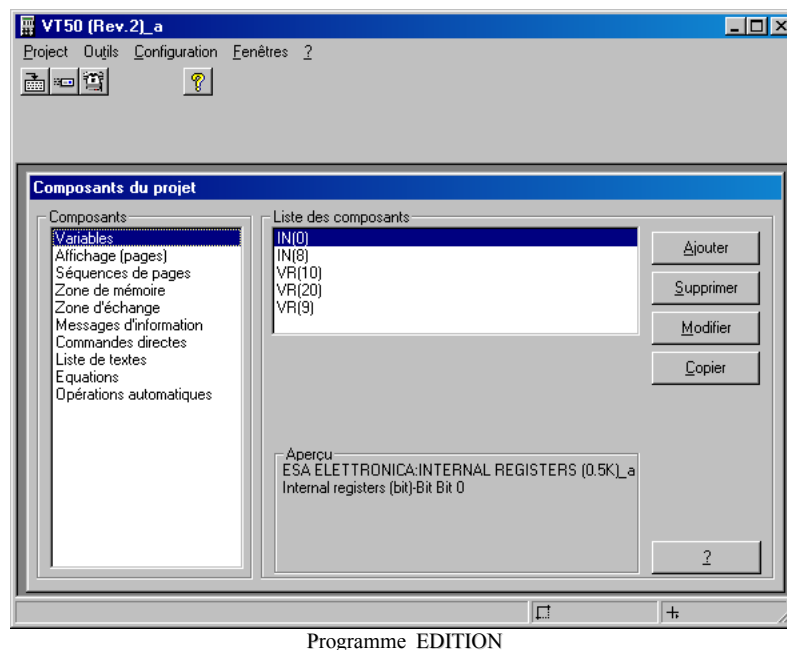 VT50 (Rev.2)_a
Project Outils Configuration Fenêtres ?
Composants du projet
Composants
Variables
Affichage (pages)
Séquences de pages
Zone de mémoire
Zone d'échange
Messages d'information
Commandes directes
Liste de textes
Equations
Opérations automatiques
Liste des composants
IN(0)
IN(8)
VR(10)
VR(20)
VR(9)
Ajouter
Supprimer
Modifier
Copier
Aperçu
ESA ELETTRONICA:INTERNAL REGISTERS (0.5K)_a
Internal registers (bit)-Bit Bit 0
?
Programme EDITION